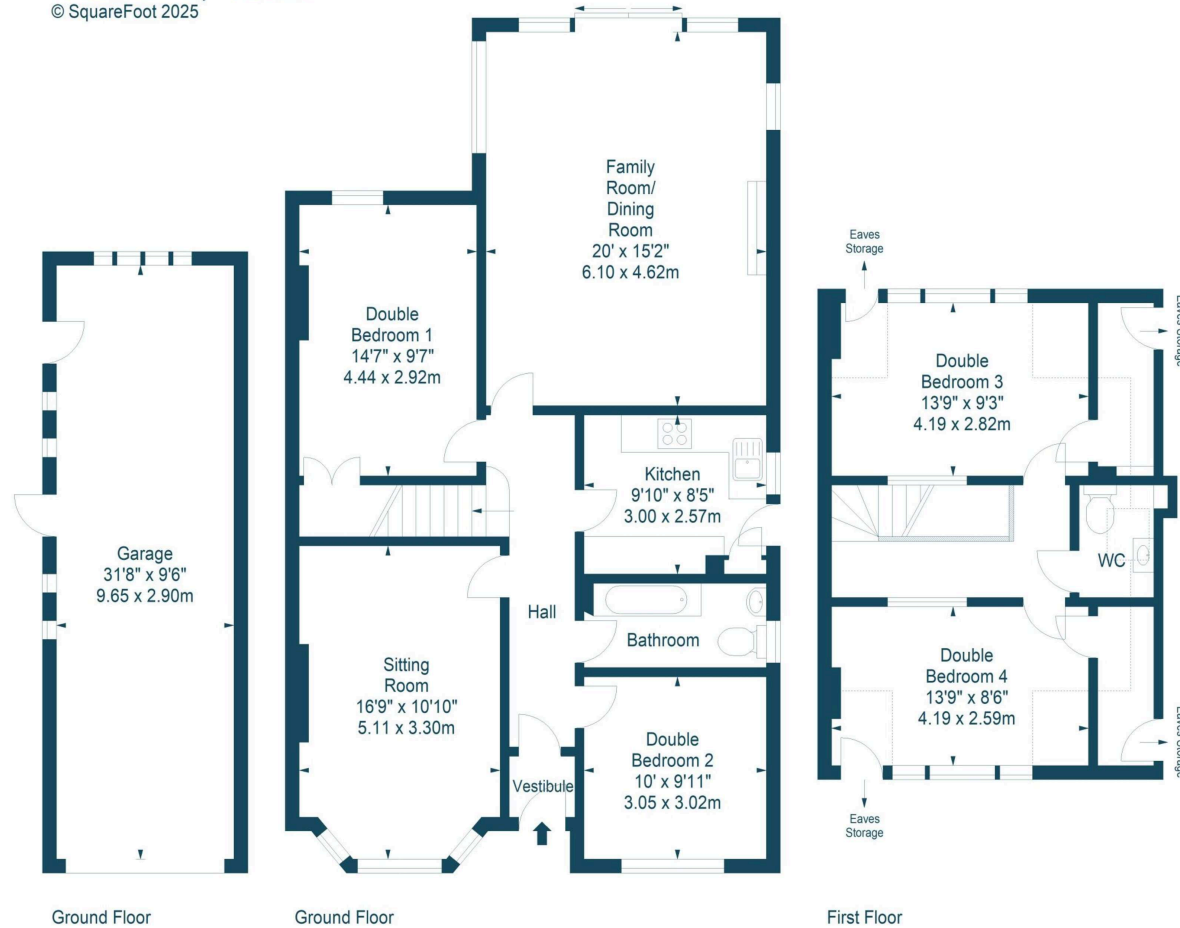 © SquareFoot 2025
Family
Room/
Dining
Room
20' x 15'2"
6.10 x 4.62m
Double
Bedroom 1
14'7" x 9'7"
4.44 x 2.92m
Kitchen
9'10" x 8'5"
3.00 x 2.57m
Garage
31'8" x 9'6"
9.65 x 2.90m
Hall
Bathroom
Sitting
Room
16'9" x 10'10"
5.11 x 3.30m
Vestibule
Double
Bedroom 2
10' x 9'11"
3.05 x 3.02m
Eaves
Storage
Eaves Storage
Double
Bedroom 3
13'9" x 9'3"
4.19 x 2.82m
WC
Double
Bedroom 4
13'9" x 8'6"
4.19 x 2.59m
Eaves Storage
Eaves
Storage
Ground Floor
Ground Floor
First Floor